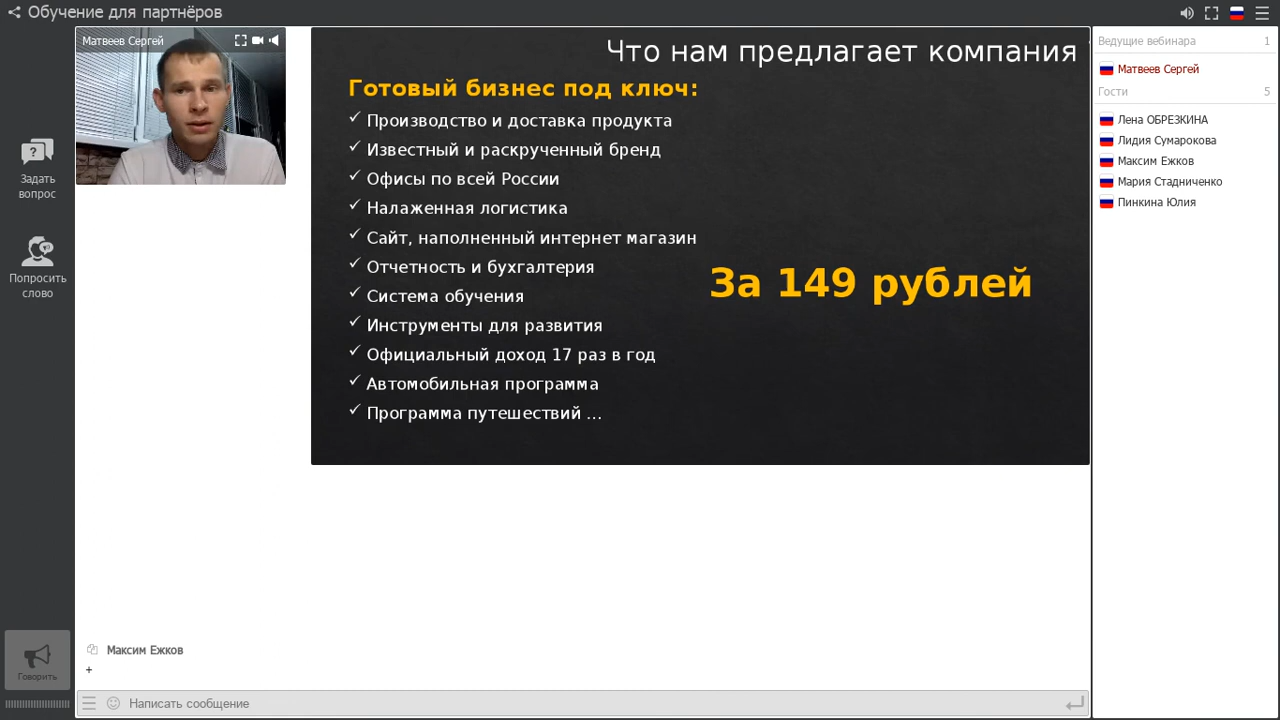 Обучение для партнёров
Матвеев Сергей
Задать
вопрос
Попросить
слово
Говорить
Что нам предлагает компания
Готовый бизнес под ключ:
Производство и доставка продукта
Известный и раскрученный бренд
Офисы по всей России
Налаженная логистика
Сайт, наполненный интернет магазин
Отчетность и бухгалтерия
Система обучения
Инструменты для развития
Официальный доход 17 раз в год
Автомобильная программа
Программа путешествий ...
За 149 рублей
Максим Ежков
+
Написать сообщение
Ведущие вебинара 1
Матвеев Сергей
Гости 5
Лена ОБРЕЗКИНА
Лидия Сумарокова
Максим Ежков
Мария Стадниченко
Пинкина Юлия